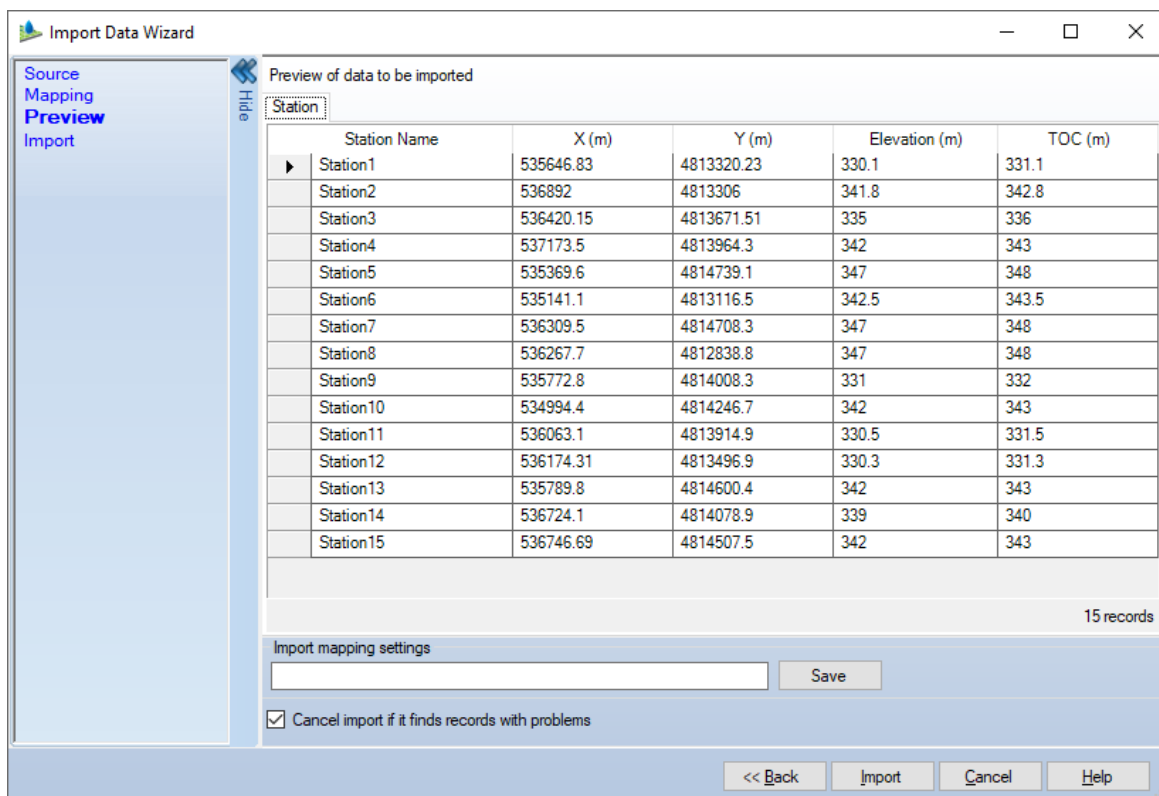 Import Data Wizard
Source
Mapping
Preview
Import
Hide
Preview of data to be imported
Station
Station Name X (m) Y (m) Elevation (m) TOC (m)
Station1 535646.83 4813320.23 330.1 331.1
Station2 536892 4813306 341.8 342.8
Station3 536420.15 4813671.51 335 336
Station4 537173.5 4813964.3 342 343
Station5 535369.6 4814739.1 347 348
Station6 535141.1 4813116.5 342.5 343.5
Station7 536309.5 4814708.3 347 348
Station8 536267.7 4812838.8 347 348
Station9 535772.8 4814008.3 331 332
Station10 534994.4 4814246.7 342 343
Station11 536063.1 4813914.9 330.5 331.5
Station12 536174.31 4813496.9 330.3 331.3
Station13 535789.8 4814600.4 342 343
Station14 536724.1 4814078.9 339 340
Station15 536746.69 4814507.5 342 343
15 records
Import mapping settings
Save
Cancel import if it finds records with problems
<< Back Import Cancel Help